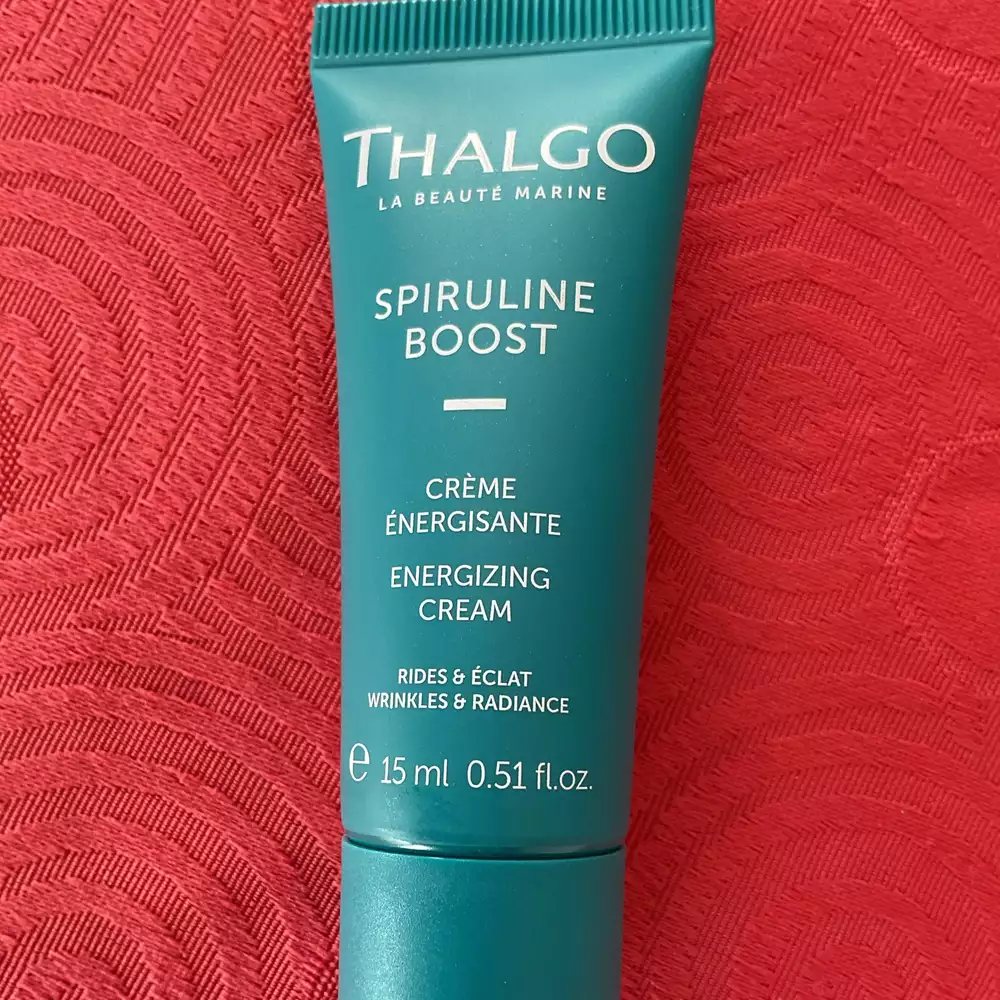 THALGO
LA BEAUTÉ MARINE
SPIRULINE
BOOST
CRÈME
ÉNERGISANTE
ENERGIZING
CREAM
RIDES & ÉCLAT
WRINKLES & RADIANCE
℮ 15 ml 0.51 fl.oz.